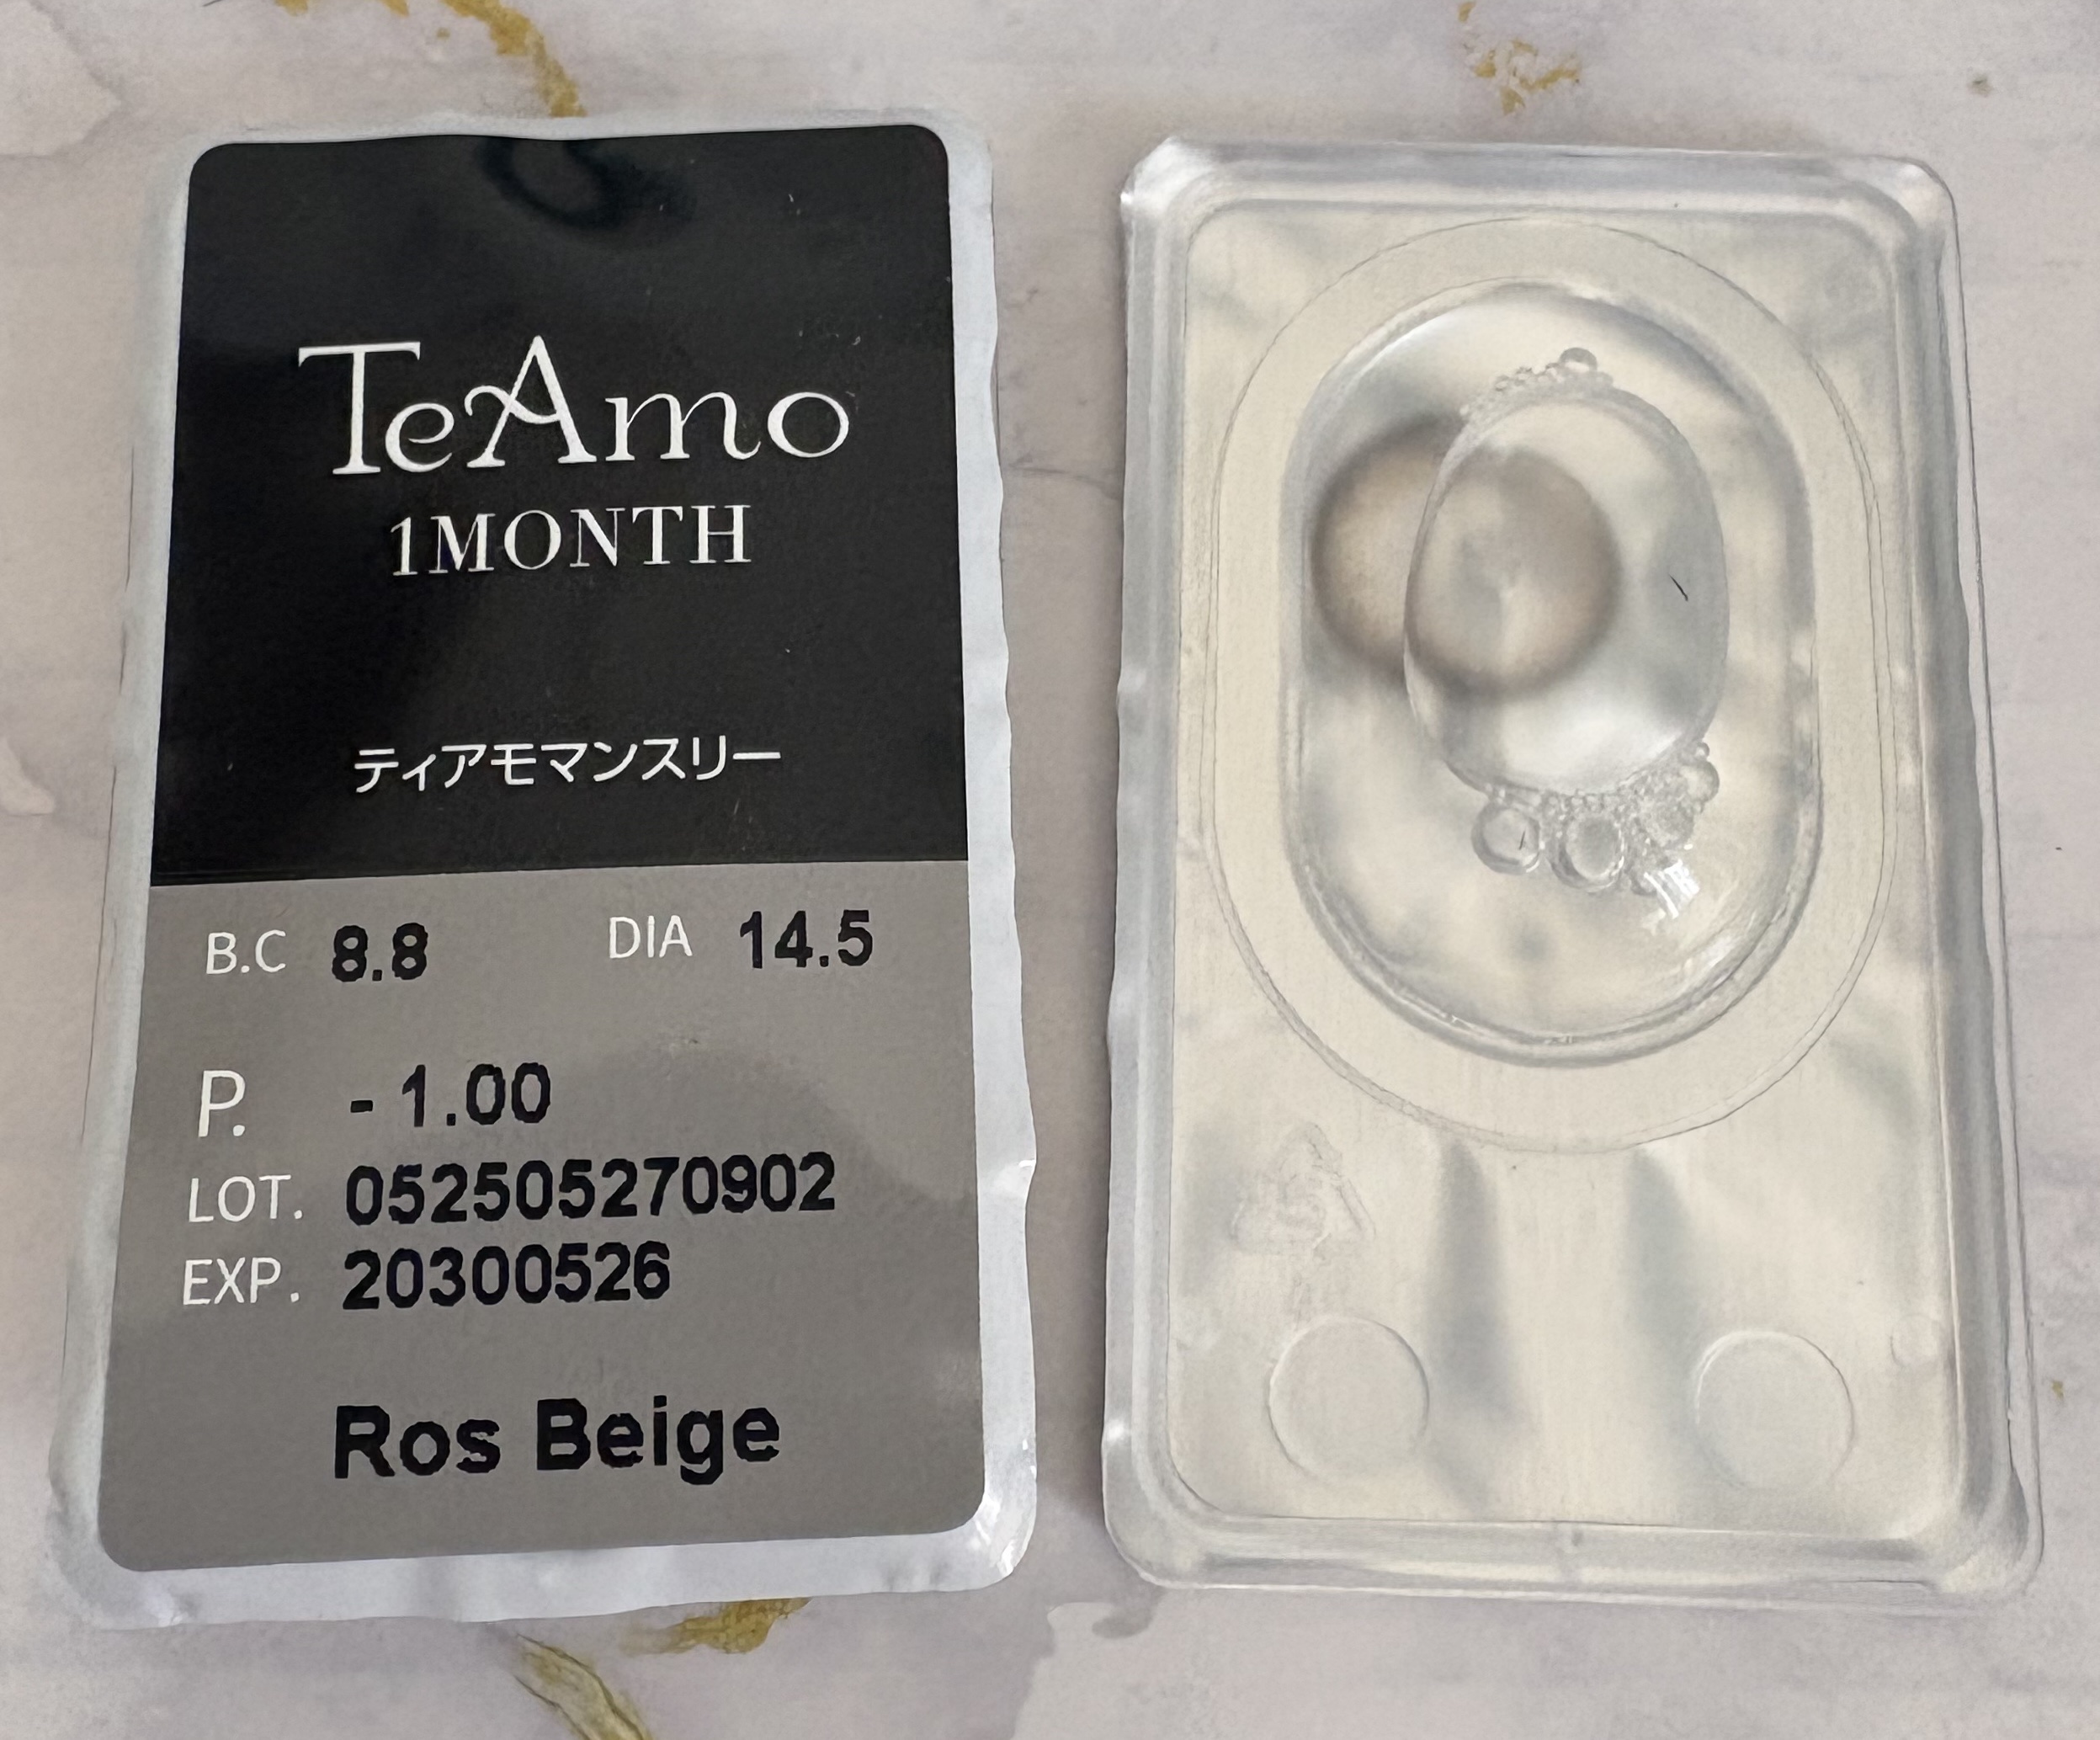 TeAmo
1MONTH
ティアモマンスリー
B.C 8.8 DIA 14.5
P. - 1.00
LOT. 052505270902
EXP. 20300526
Ros Beige
5